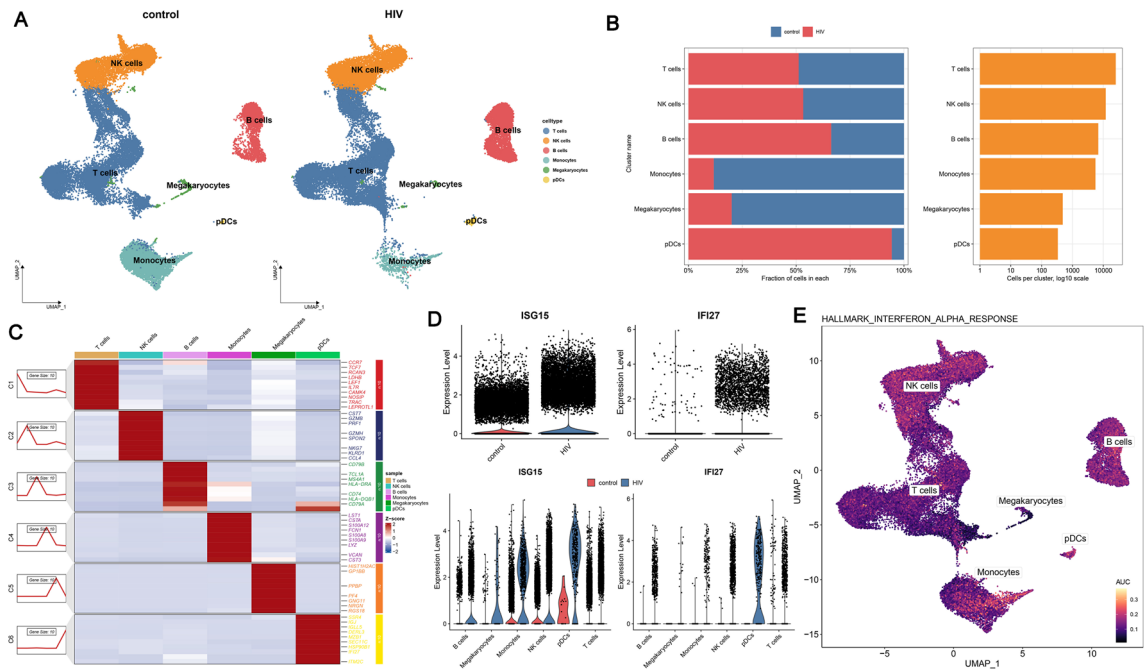 A
control
HIV
NK cells
NK cells
B cells
B cells
T cells
T cells
Megakaryocytes
Megakaryocytes
pDCs
pDCs
Monocytes
Monocytes
UMAP_2
UMAP_1
UMAP_2
UMAP_1
celltype
T cells
NK cells
B cells
Monocytes
Megakaryocytes
pDCs
B
control
HIV
Cluster name
T cells
NK cells
B cells
Monocytes
Megakaryocytes
pDCs
0%
25%
50%
75%
100%
Fraction of cells in each
T cells
NK cells
B cells
Monocytes
Megakaryocytes
pDCs
1
10
100
1000
10000
Cells per cluster, log10 scale
C
T cells
NK cells
B cells
Monocytes
Megakaryocytes
pDCs
C1
Gene Size: 10
CCR7
TCF7
RCAN3
LDHB
LEF1
IL7R
CAMK4
NOSIP
TRAC
LEPROTL1
C2
Gene Size: 10
CST7
GZMB
PRF1
GZMH
SPON2
NKG7
KLRD1
CCL4
C3
Gene Size: 10
CD79B
TCL1A
MS4A1
HLA-DRA
CD74
HLA-DQB1
CD79A
C4
Gene Size: 10
LST1
CSTA
S100A12
FCN1
S100A8
S100A9
LYZ
VCAN
CST3
C5
Gene Size: 10
HIST1H2AC
GP1BB
PPBP
PF4
GNG11
NRGN
RGS18
C6
Gene Size: 10
sample
T cells
NK cells
B cells
Monocytes
Megakaryocytes
pDCs
Z-score
2
1
0
−1
−2
D
ISG15
Expression Level
4
2
0
control
HIV
IFI27
Expression Level
6
4
2
0
control
HIV
control
HIV
ISG15
Expression Level
4
2
0
B cells
Megakaryocytes
Monocytes
NK cells
pDCs
T cells
IFI27
Expression Level
6
4
2
0
B cells
Megakaryocytes
Monocytes
NK cells
pDCs
T cells
E
HALLMARK_INTERFERON_ALPHA_RESPONSE
NK cells
B cells
T cells
Megakaryocytes
pDCs
Monocytes
UMAP_2
10
5
0
−5
−10
−15
−5
0
5
10
UMAP_1
AUC
0.3
0.2
0.1